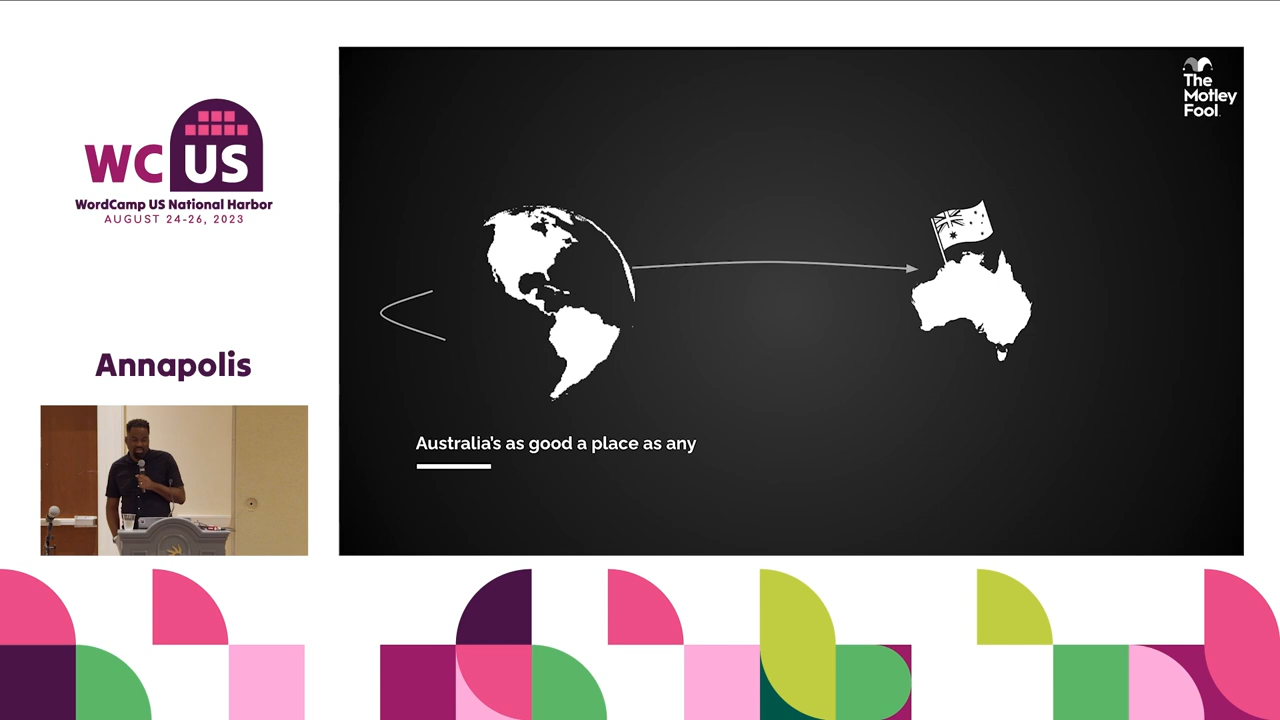 WC US
WordCamp US National Harbor
AUGUST 24-26, 2023
Annapolis
The
Motley
Fool.
Australia's as good a place as any